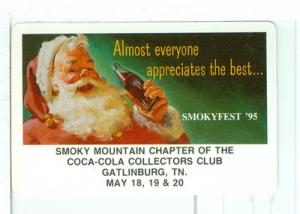 Almost everyone
appreciates the best...
SMOKYFEST '95
SMOKY MOUNTAIN CHAPTER OF THE
COCA-COLA COLLECTORS CLUB
GATLINBURG, TN.
MAY 18, 19 & 20